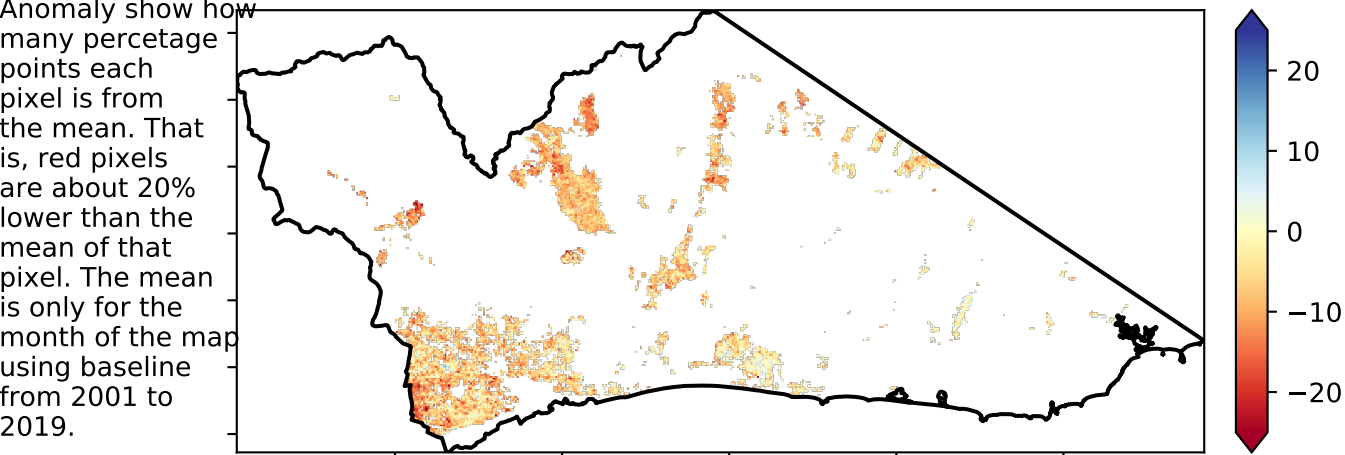 Anomaly show how
many percetage
points each
pixel is from
the mean. That
is, red pixels
are about 20%
lower than the
mean of that
pixel. The mean
is only for the
month of the map
using baseline
from 2001 to
2019.
20
10
0
−10
−20